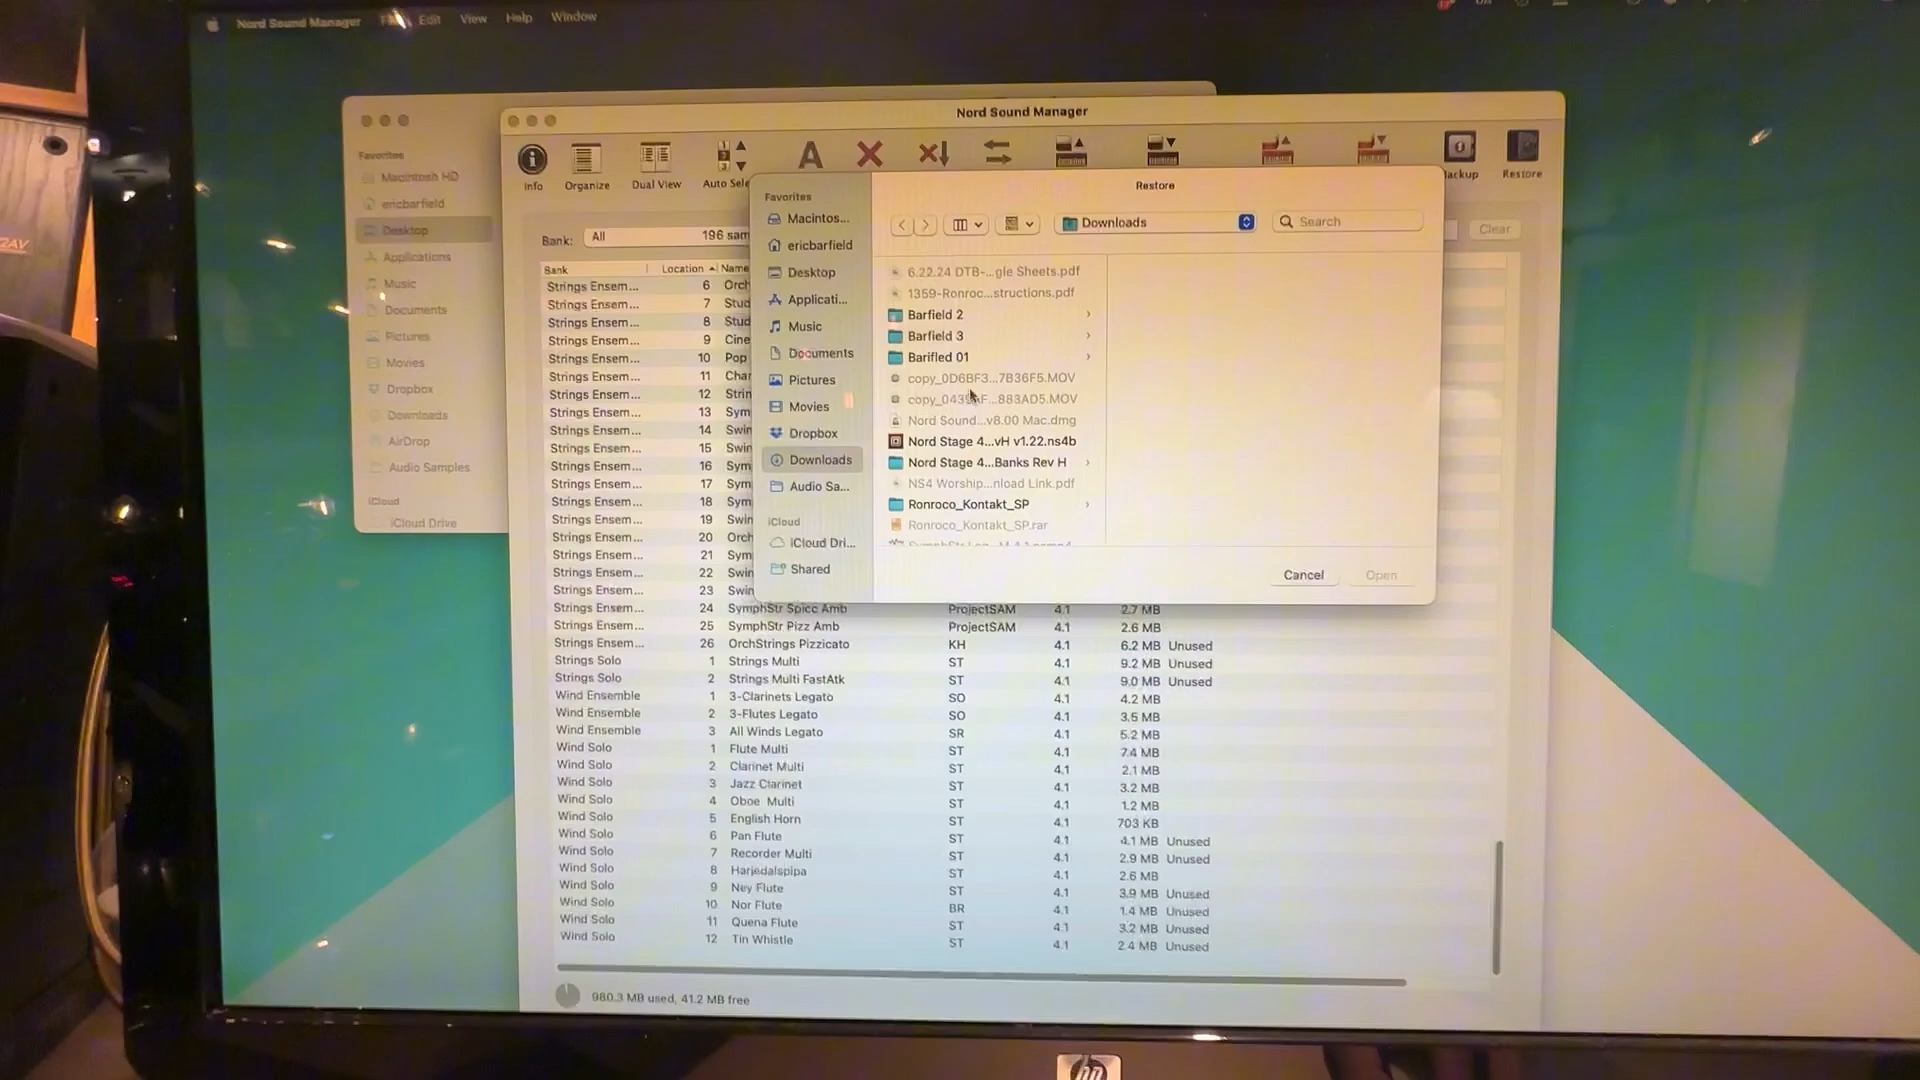 Nord Sound Manager Edit View Help Window
Nord Sound Manager
Info
Organize
Dual View
Auto Sele
Backup
Restore
Bank:
All
196 sam
Clear
Bank
Location
Name
Favorites
Macintosh HD
ericbarfield
Desktop
Applications
Music
Documents
Pictures
Movies
Dropbox
Downloads
AirDrop
Audio Samples
iCloud
iCloud Drive
Restore
Downloads
Search
Favorites
Macintos...
ericbarfield
Desktop
Applicati...
Music
Documents
Pictures
Movies
Dropbox
Downloads
Audio Sa...
iCloud
iCloud Dri...
Shared
6.22.24 DTB-...gle Sheets.pdf
1359-Ronroc...structions.pdf
Barfield 2
Barfield 3
Barifled 01
copy_0D6BF3...7B36F5.MOV
Nord Sound...v8.00 Mac.dmg
Nord Stage 4...vH v1.22.ns4b
Nord Stage 4...Banks Rev H
NS4 Worship...nload Link.pdf
Ronroco_Kontakt_SP
Ronroco_Kontakt_SP.rar
Cancel
Open
Strings Ensem... 6 Orch
Strings Ensem... 7 Stud
Strings Ensem... 8 Stud
Strings Ensem... 9 Cine
Strings Ensem... 10 Pop
Strings Ensem... 11 Char
Strings Ensem... 12 Strin
Strings Ensem... 13 Sym
Strings Ensem... 14 Swin
Strings Ensem... 15 Swin
Strings Ensem... 16 Sym
Strings Ensem... 17 Sym
Strings Ensem... 18 Sym
Strings Ensem... 19 Swin
Strings Ensem... 20 Orch
Strings Ensem... 21 Sym
Strings Ensem... 22 Swin
Strings Ensem... 23 Swin
Strings Ensem... 24 SymphStr Spicc Amb ProjectSAM 4.1 2.7 MB
Strings Ensem... 25 SymphStr Pizz Amb ProjectSAM 4.1 2.6 MB
Strings Ensem... 26 OrchStrings Pizzicato KH 4.1 6.2 MB Unused
Strings Solo 1 Strings Multi ST 4.1 9.2 MB Unused
Strings Solo 2 Strings Multi FastAtk ST 4.1 9.0 MB Unused
Wind Ensemble 1 3-Clarinets Legato SO 4.1 4.2 MB
Wind Ensemble 2 3-Flutes Legato SO 4.1 3.5 MB
Wind Ensemble 3 All Winds Legato SR 4.1 5.2 MB
Wind Solo 1 Flute Multi ST 4.1 7.4 MB
Wind Solo 2 Clarinet Multi ST 4.1 2.1 MB
Wind Solo 3 Jazz Clarinet ST 4.1 3.2 MB
Wind Solo 4 Oboe Multi ST 4.1 1.2 MB
Wind Solo 5 English Horn ST 4.1 703 KB
Wind Solo 6 Pan Flute ST 4.1 4.1 MB Unused
Wind Solo 7 Recorder Multi ST 4.1 2.9 MB Unused
Wind Solo 8 Harjedalspipa ST 4.1 2.6 MB
Wind Solo 9 Ney Flute ST 4.1 3.9 MB Unused
Wind Solo 10 Nor Flute BR 4.1 1.4 MB Unused
Wind Solo 11 Quena Flute ST 4.1 3.2 MB Unused
Wind Solo 12 Tin Whistle ST 4.1 2.4 MB Unused
980.3 MB used, 41.2 MB free
hp